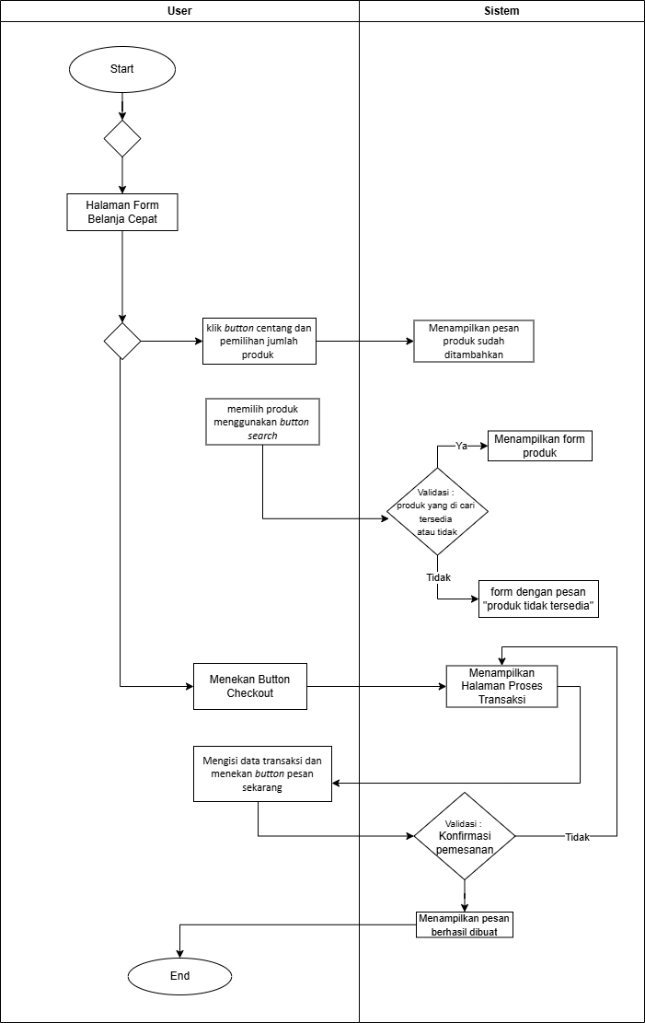 User
Sistem
Start
Halaman Form
Belanja Cepat
klik button centang dan
pemilihan jumlah
produk
Menampilkan pesan
produk sudah
ditambahkan
memilih produk
menggunakan button
search
Ya
Menampilkan form
produk
Validasi :
produk yang di cari
tersedia
atau tidak
Tidak
form dengan pesan
"produk tidak tersedia"
Menekan Button
Checkout
Menampilkan
Halaman Proses
Transaksi
Mengisi data transaksi dan
menekan button pesan
sekarang
Validasi :
Konfirmasi
pemesanan
Tidak
Menampilkan pesan
berhasil dibuat
End